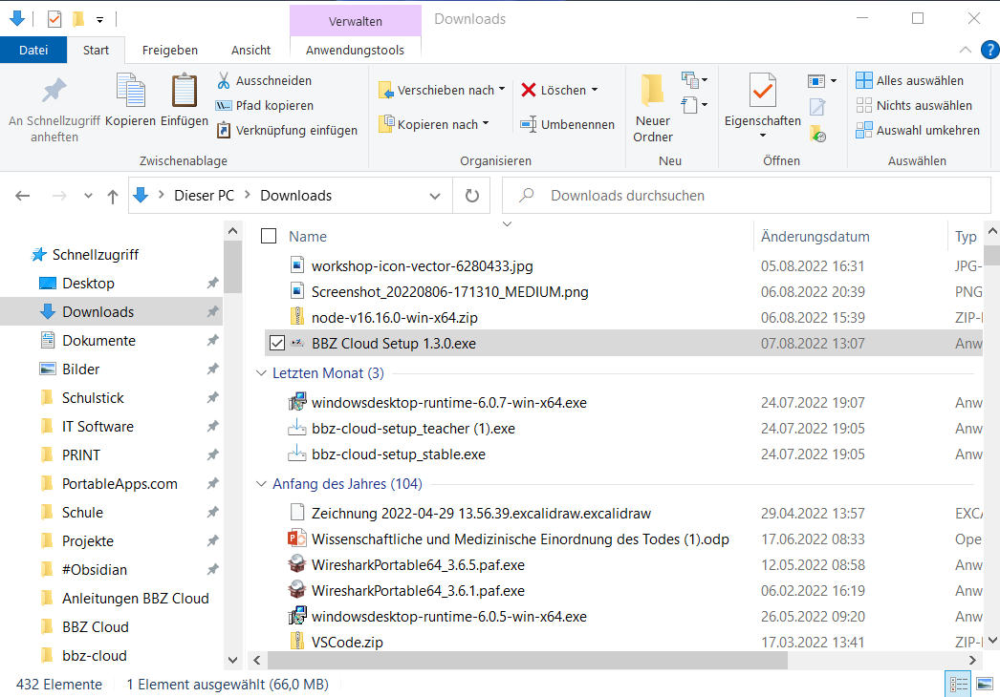 Verwalten
Downloads
Datei
Start
Freigeben
Ansicht
Anwendungstools
An Schnellzugriff anheften
Kopieren
Einfügen
Ausschneiden
Pfad kopieren
Verknüpfung einfügen
Zwischenablage
Verschieben nach
Kopieren nach
Löschen
Umbenennen
Organisieren
Neuer Ordner
Neu
Eigenschaften
Öffnen
Alles auswählen
Nichts auswählen
Auswahl umkehren
Auswählen
Dieser PC > Downloads
Downloads durchsuchen
Schnellzugriff
Desktop
Downloads
Dokumente
Bilder
Schulstick
IT Software
PRINT
PortableApps.com
Schule
Projekte
#Obsidian
Anleitungen BBZ Cloud
BBZ Cloud
bbz-cloud
Name Änderungsdatum Typ
workshop-icon-vector-6280433.jpg 05.08.2022 16:31 JPG-
Screenshot_20220806-171310_MEDIUM.png 06.08.2022 20:39 PNG
node-v16.16.0-win-x64.zip 06.08.2022 15:39 ZIP-
BBZ Cloud Setup 1.3.0.exe 07.08.2022 13:07 Anw
Letzten Monat (3)
windowsdesktop-runtime-6.0.7-win-x64.exe 24.07.2022 19:07 Anw
bbz-cloud-setup_teacher (1).exe 24.07.2022 19:05 Anw
bbz-cloud-setup_stable.exe 24.07.2022 19:05 Anw
Anfang des Jahres (104)
Zeichnung 2022-04-29 13.56.39.excalidraw.excalidraw 29.04.2022 13:57 EXCA
Wissenschaftliche und Medizinische Einordnung des Todes (1).odp 17.06.2022 08:33 Ope
WiresharkPortable64_3.6.5.paf.exe 12.05.2022 08:58 Anw
WiresharkPortable64_3.6.1.paf.exe 06.02.2022 16:19 Anw
windowsdesktop-runtime-6.0.5-win-x64.exe 26.05.2022 09:20 Anw
VSCode.zip 17.03.2022 13:41 ZIP-
432 Elemente
1 Element ausgewählt (66,0 MB)